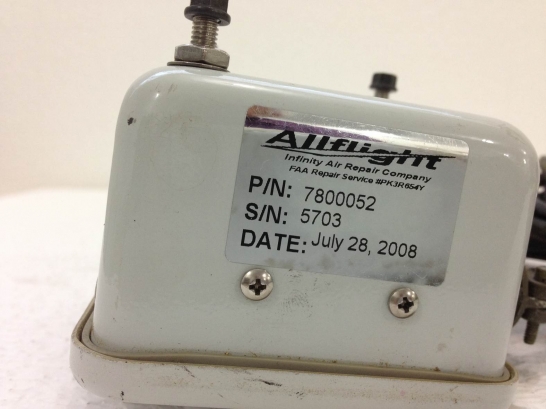 Allflight
Infinity Air Repair Company
FAA Repair Service #PK3R654Y
P/N: 7800052
S/N: 5703
DATE: July 28, 2008